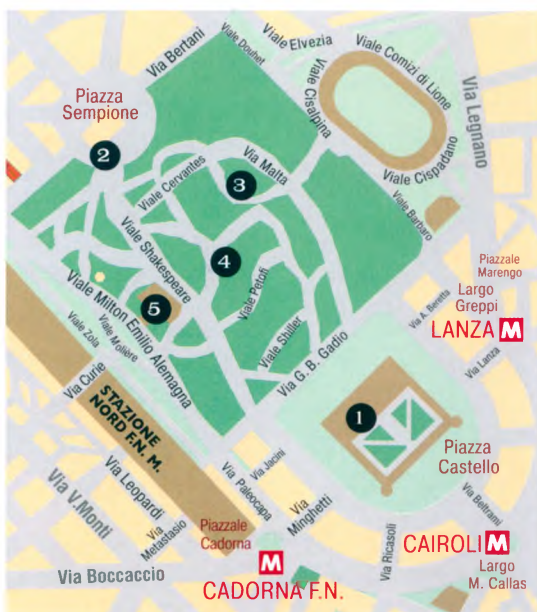 Via Bertani
Viale Douhet
Viale Elvezia
Viale Comizi di Lione
Viale Cisalpina
Via Legnano
Piazza
Sempione
2
Viale Cervantes
Via Malta
3
Viale Cispadano
Viale Barbaro
Viale Shakespeare
4
Viale Petofi
Piazzale
Marengo
Largo
Greppi
LANZA M
Via A. Beretta
Via Lanza
5
Viale Milton Emilio Alemagna
Viale Zola
Viale Molière
Viale Shiller
Via G. B. Gadio
Via Curie
STAZIONE
NORD F.N. M.
1
Piazza
Castello
Via Jacini
Via Paleocapa
Via Minghetti
Via Leopardi
Via V.Monti
Via Metastasio
Via Beltrami
Via Ricasoli
Piazzale
Cadorna
M
CADORNA F.N.
CAIROLI M
Largo
M. Callas
Via Boccaccio